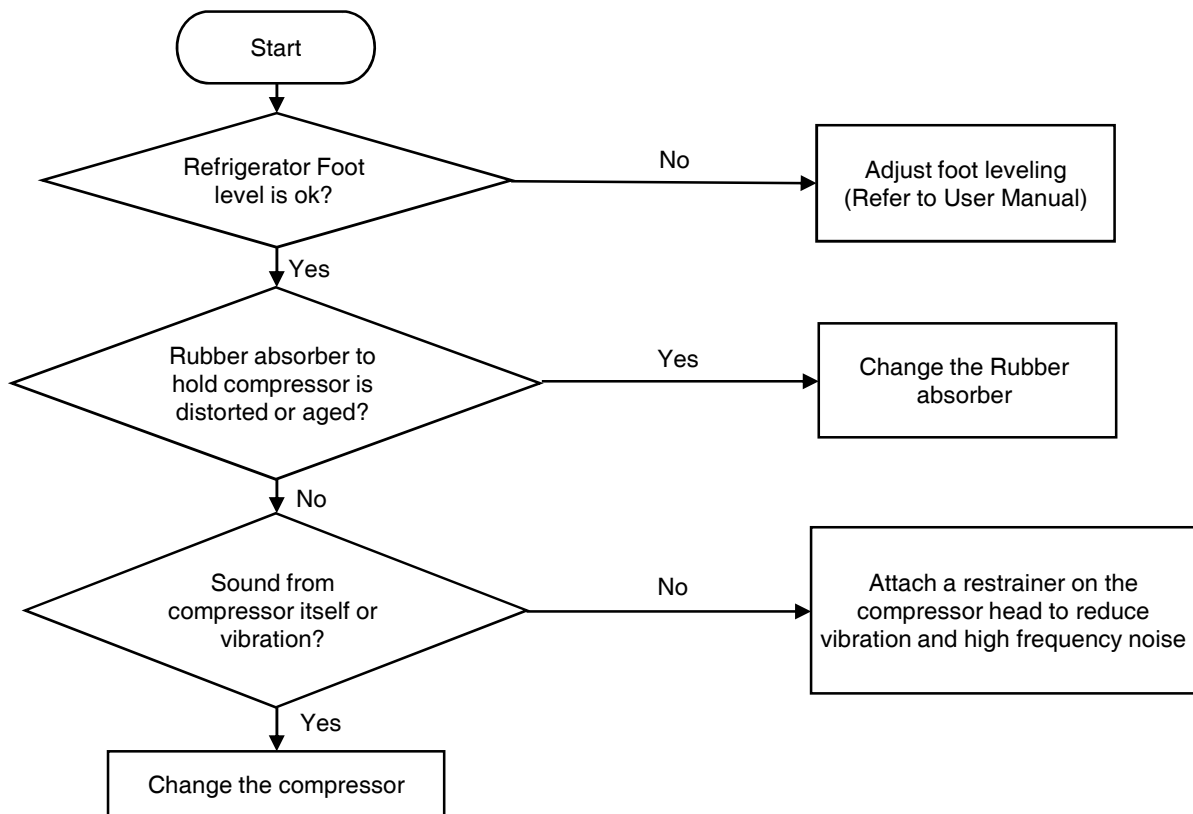 Start
Refrigerator Foot
level is ok?
No
Adjust foot leveling
(Refer to User Manual)
Yes
Rubber absorber to
hold compressor is
distorted or aged?
Yes
Change the Rubber
absorber
No
Sound from
compressor itself or
vibration?
No
Attach a restrainer on the
compressor head to reduce
vibration and high frequency noise
Yes
Change the compressor